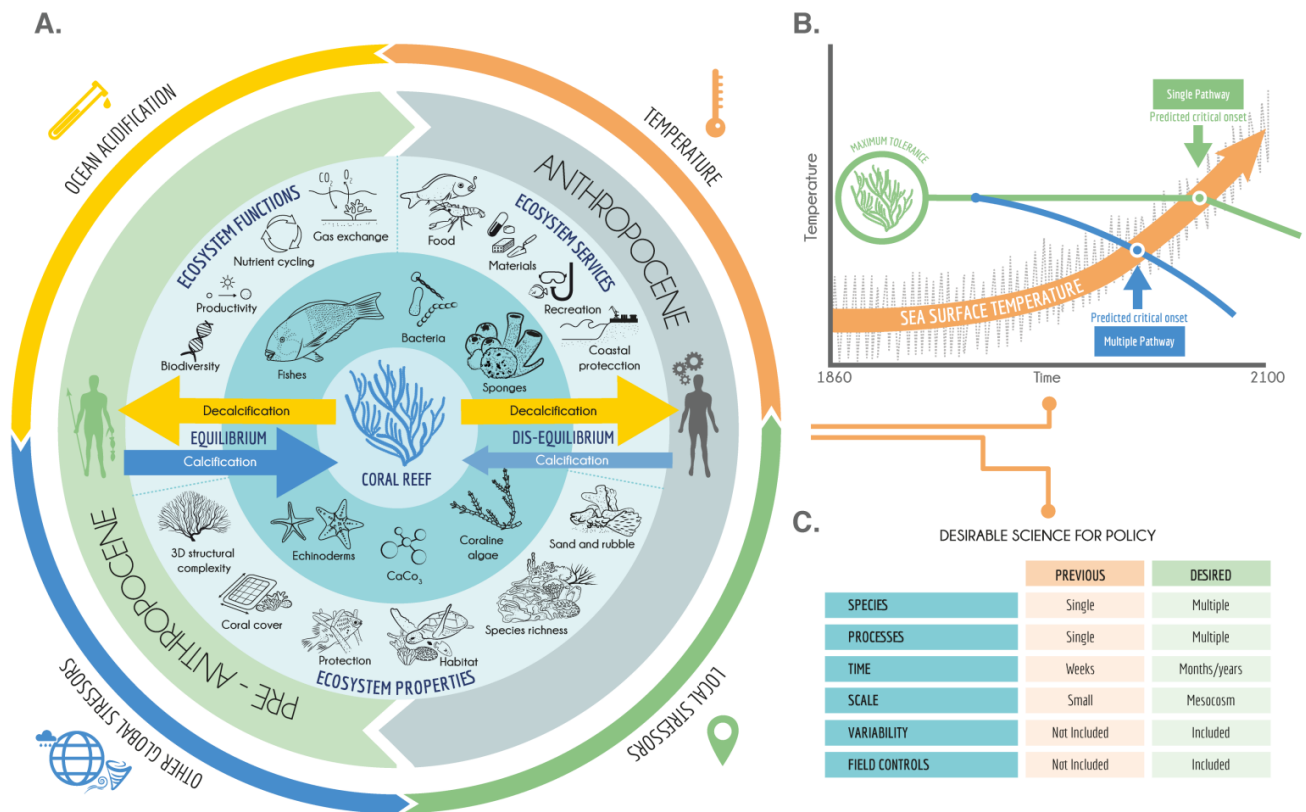 A.
OCEAN ACIDIFICATION
TEMPERATURE
OTHER GLOBAL STRESSORS
LOCAL STRESSORS
PRE - ANTHROPOCENE
ANTHROPOCENE
ECOSYSTEM FUNCTIONS
CO₂ O₂
Gas exchange
Nutrient cycling
Productivity
Biodiversity
ECOSYSTEM SERVICES
Food
Materials
Recreation
Coastal
protecction
Fishes
Bacteria
Sponges
Decalcification
Decalcification
EQUILIBRIUM
DIS-EQUILIBRIUM
Calcification
Calcification
CORAL REEF
3D structural
complexity
Coral cover
Protection
Habitat
Species richness
Sand and rubble
ECOSYSTEM PROPERTIES
Echinoderms
CaCo₃
Coraline
algae
B.
Temperature
MAXIMUM TOLERANCE
Single Pathway
Predicted critical onset
SEA SURFACE TEMPERATURE
Predicted critical onset
Multiple Pathway
1860
Time
2100
C.
DESIRABLE SCIENCE FOR POLICY
PREVIOUS DESIRED
SPECIES Single Multiple
PROCESSES Single Multiple
TIME Weeks Months/years
SCALE Small Mesocosm
VARIABILITY Not Included Included
FIELD CONTROLS Not Included Included